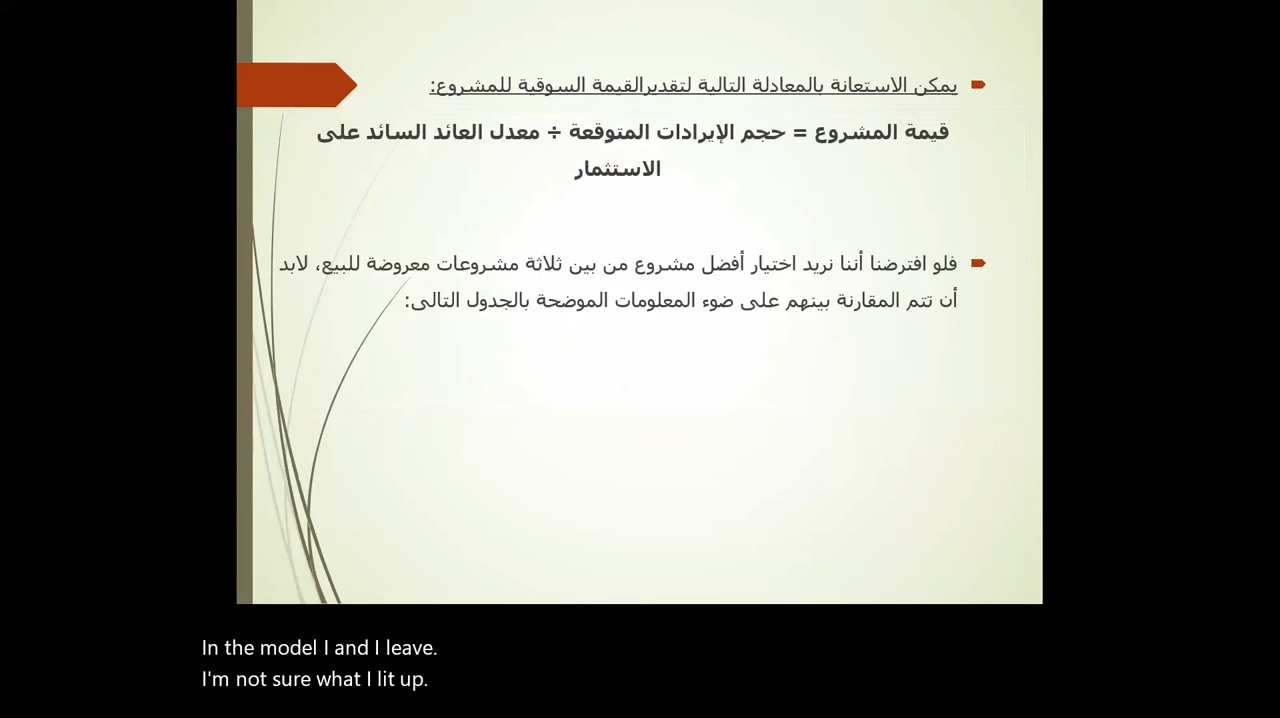 يمكن الاستعانة بالمعادلة التالية لتقديرالقيمة السوقية للمشروع:
قيمة المشروع = حجم الإيرادات المتوقعة ÷ معدل العائد السائد على
الاستثمار
فلو افترضنا أننا نريد اختيار أفضل مشروع من بين ثلاثة مشروعات معروضة للبيع، لابد
أن تتم المقارنة بينهم على ضوء المعلومات الموضحة بالجدول التالى:
In the model I and I leave.
I'm not sure what I lit up.